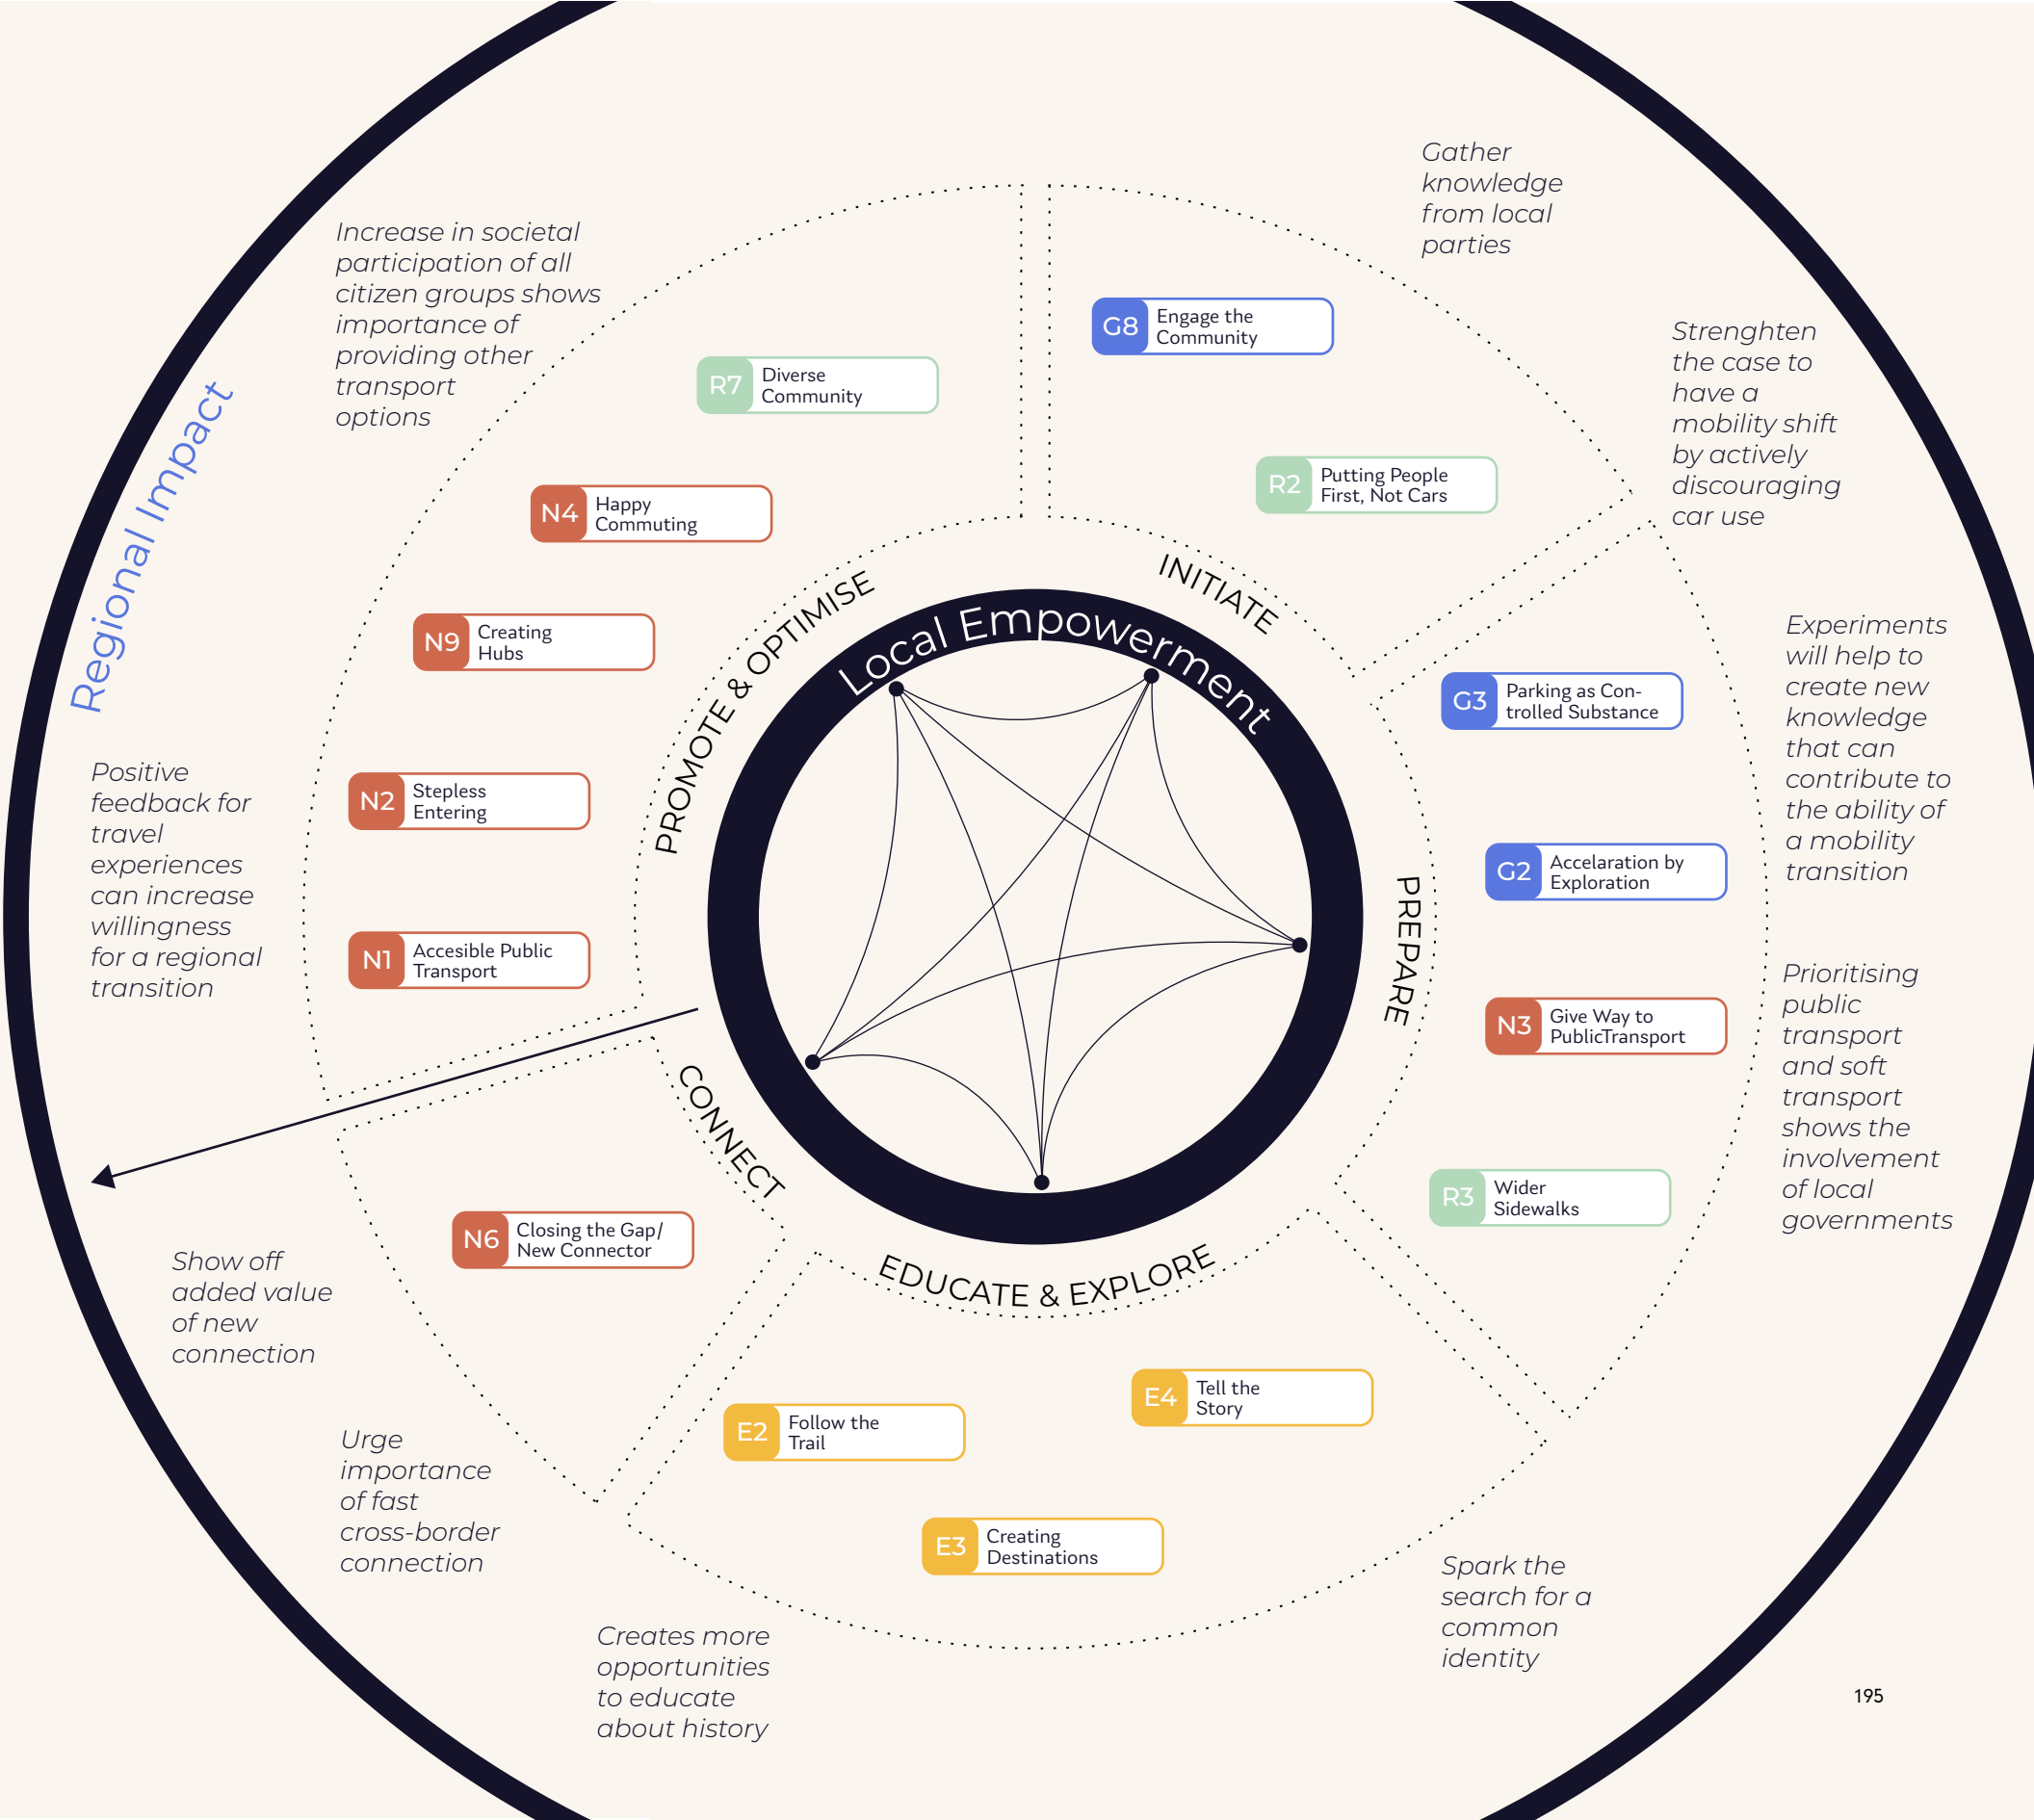 Gather
knowledge
from local
parties
Increase in societal
participation of all
citizen groups shows
importance of
providing other
transport
options
G8
Engage the
Community
Strenghten
the case to
have a
mobility shift
by actively
discouraging
car use
R7
Diverse
Community
Regional Impact
R2
Putting People
First, Not Cars
N4
Happy
Commuting
INITIATE
PROMOTE & OPTIMISE
Local Empowerment
N9
Creating
Hubs
Experiments
will help to
create new
knowledge
that can
contribute to
the ability of
a mobility
transition
G3
Parking as Con-
trolled Substance
Positive
feedback for
travel
experiences
can increase
willingness
for a regional
transition
N2
Stepless
Entering
G2
Accelaration by
Exploration
PREPARE
N1
Accesible Public
Transport
Prioritising
public
transport
and soft
transport
shows the
involvement
of local
governments
N3
Give Way to
PublicTransport
CONNECT
R3
Wider
Sidewalks
N6
Closing the Gap/
New Connector
EDUCATE & EXPLORE
Show off
added value
of new
connection
E4
Tell the
Story
E2
Follow the
Trail
Urge
importance
of fast
cross-border
connection
E3
Creating
Destinations
Spark the
search for a
common
identity
Creates more
opportunities
to educate
about history
195